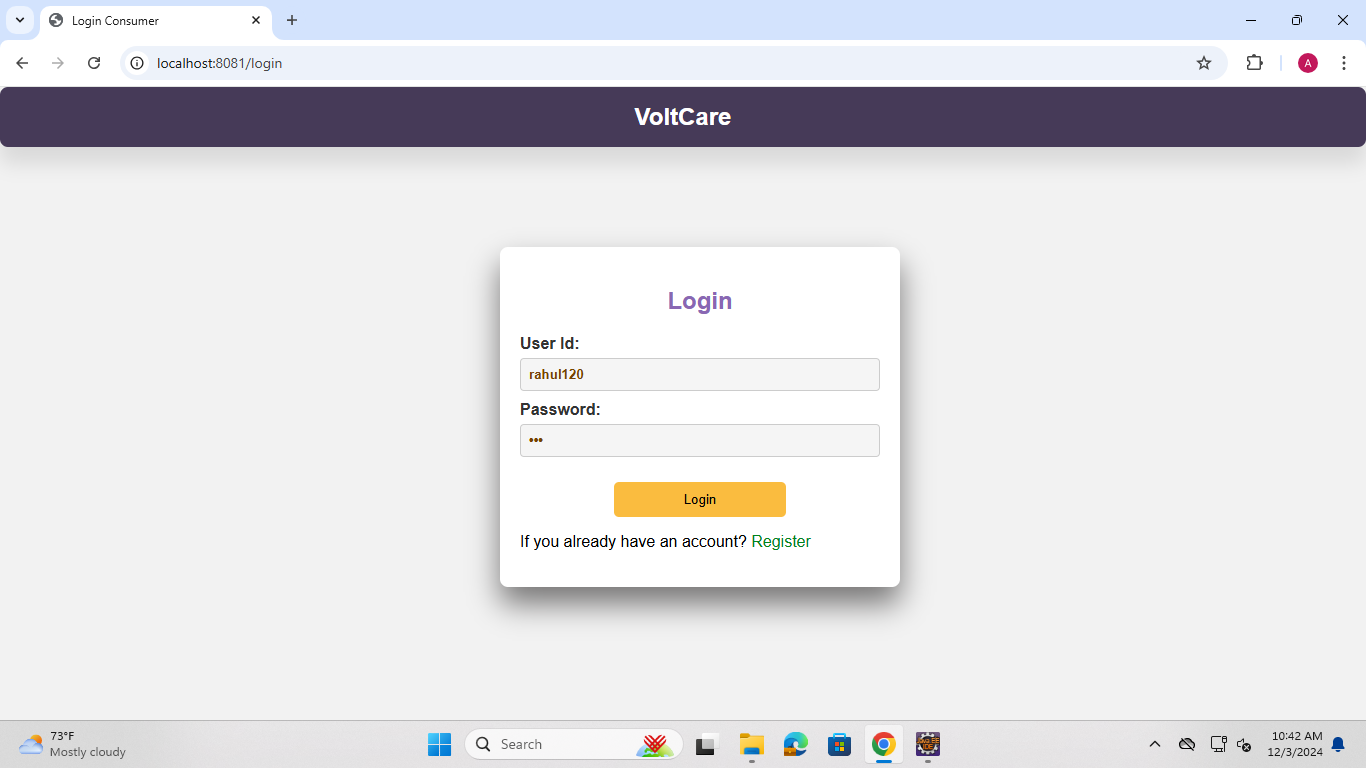 Login Consumer
localhost:8081/login
A
VoltCare
Login
User Id:
rahul120
Password:
•••
Login
If you already have an account? Register
73°F
Mostly cloudy
Search
10:42 AM
12/3/2024